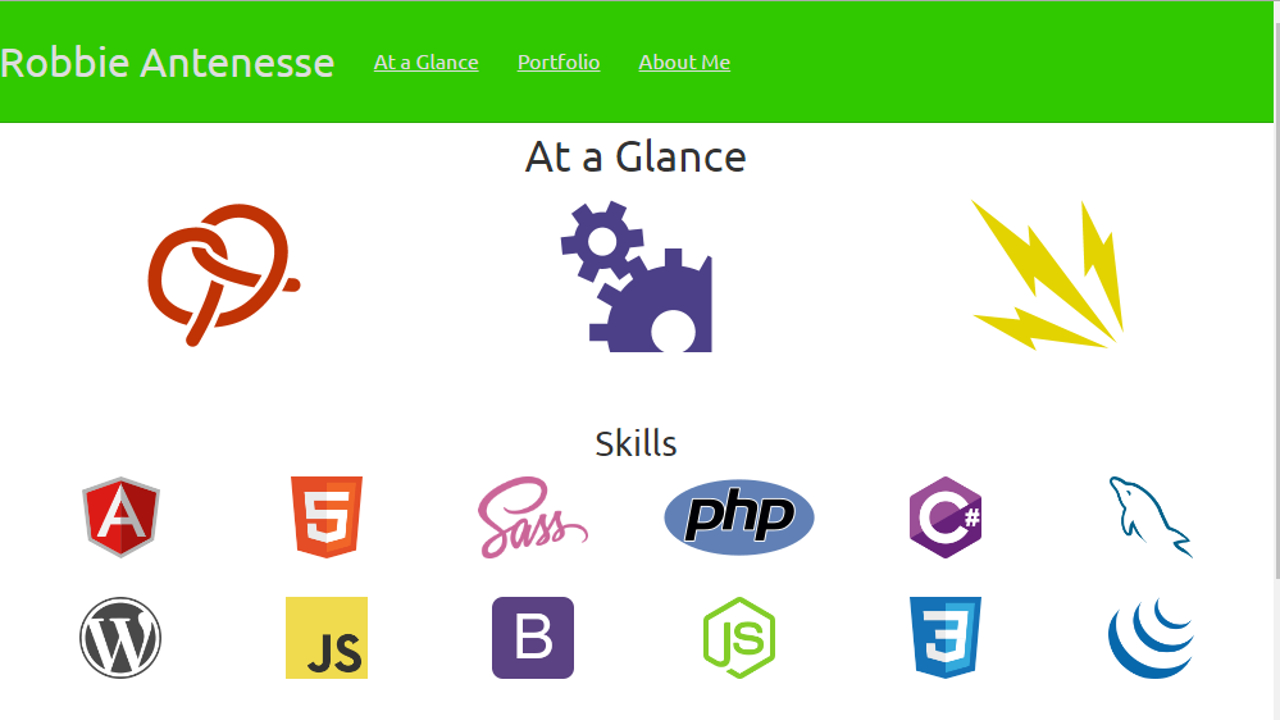 Robbie Antenesse At a Glance Portfolio About Me
At a Glance
Skills
A 5 Sass php C# 
W JS B JS 3